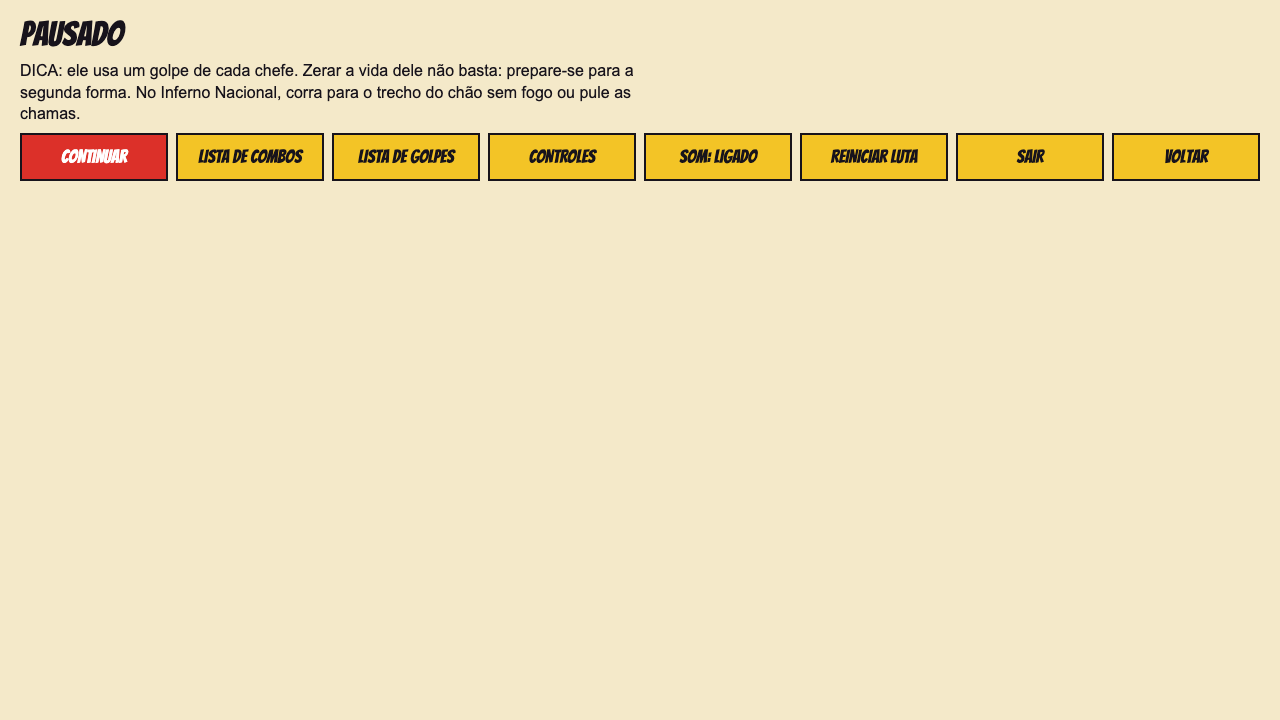 PAUSADO
DICA: ele usa um golpe de cada chefe. Zerar a vida dele não basta: prepare-se para a
segunda forma. No Inferno Nacional, corra para o trecho do chão sem fogo ou pule as
chamas.
CONTINUAR
LISTA DE COMBOS
LISTA DE GOLPES
CONTROLES
SOM: LIGADO
REINICIAR LUTA
SAIR
VOLTAR